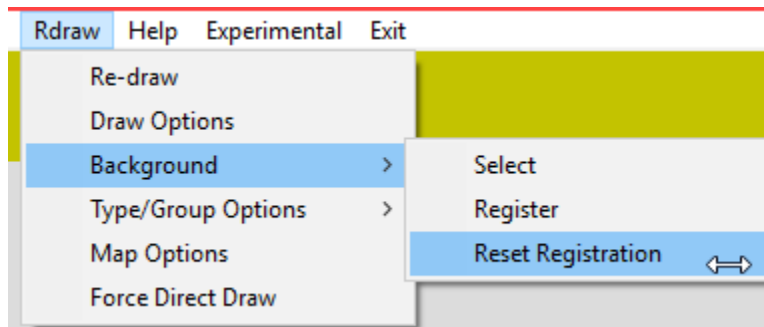 Rdraw Help Experimental Exit
Re-draw
Draw Options
Background
Type/Group Options
Map Options
Force Direct Draw
Select
Register
Reset Registration